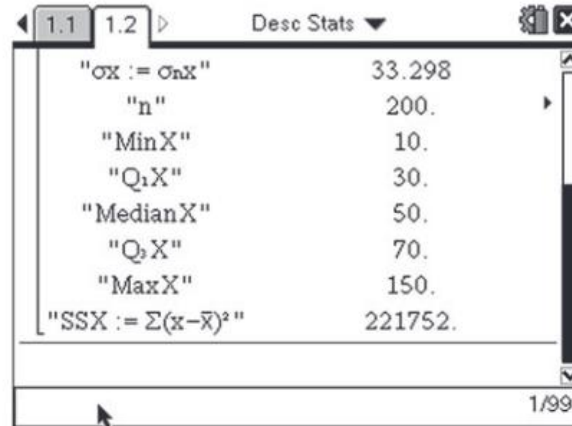 1.1 1.2 Desc Stats
"σx := σnx" 33.298
"n" 200.
"MinX" 10.
"Q₁X" 30.
"MedianX" 50.
"Q₃X" 70.
"MaxX" 150.
"SSX := Σ(x-x̄)²" 221752.
1/99